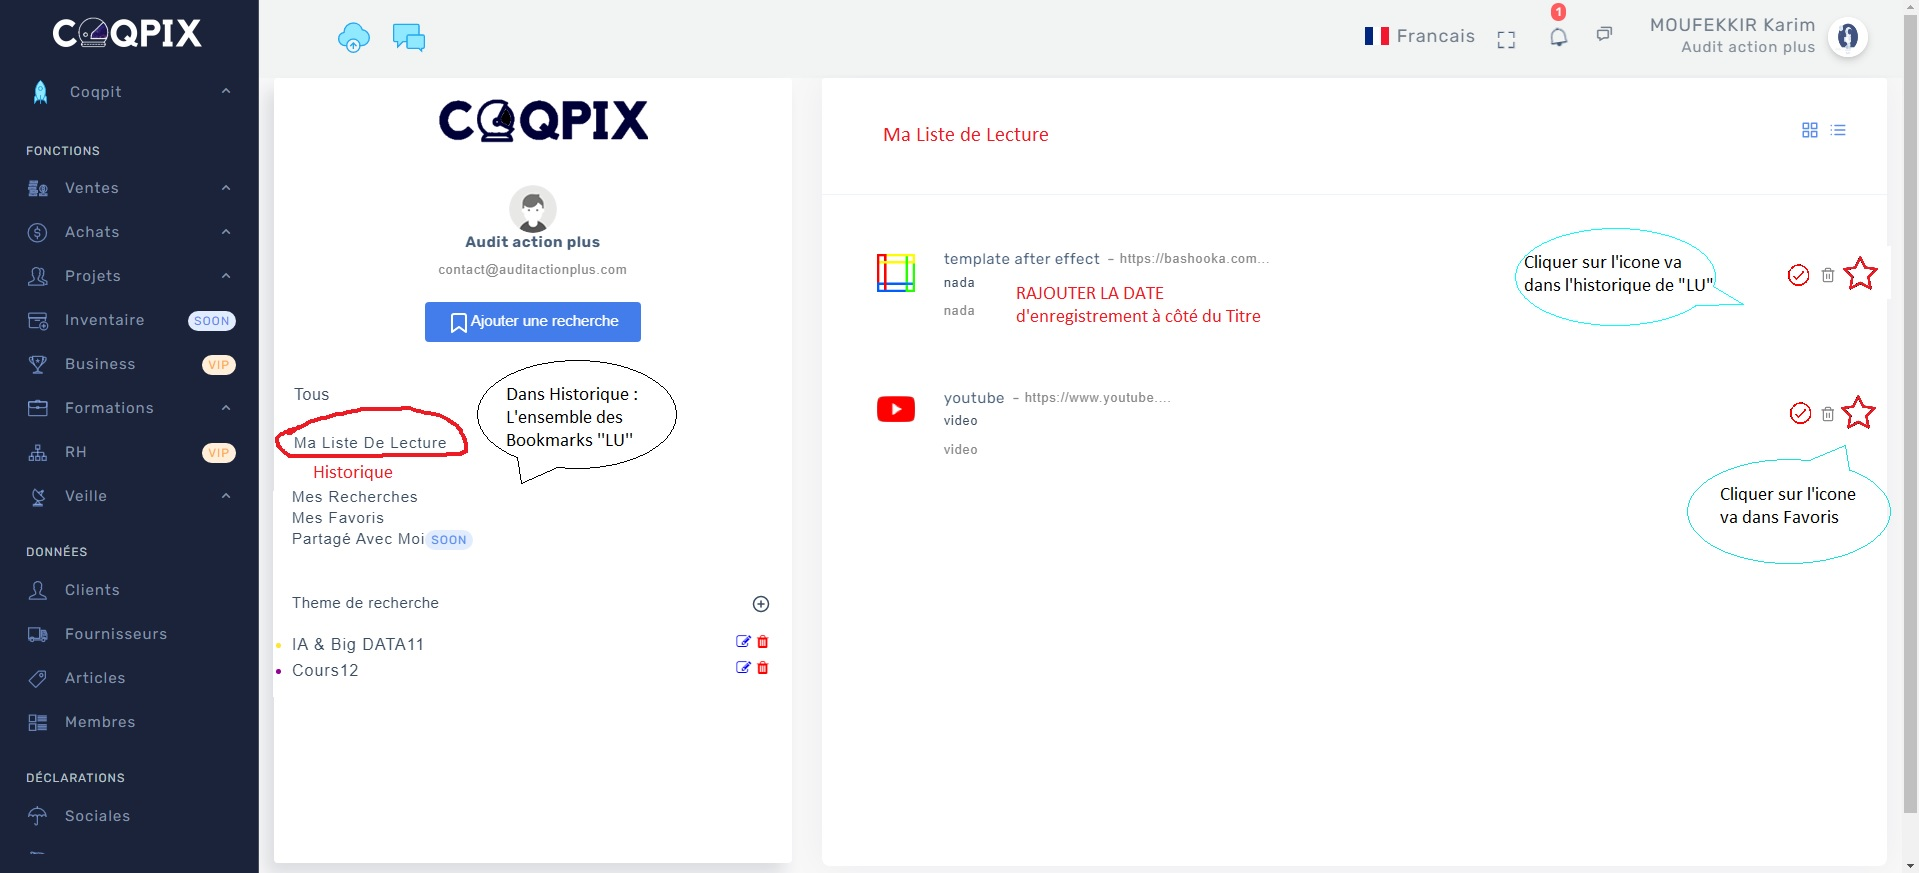 COQPIX
Coqpit
FONCTIONS
Ventes
Achats
Projets
Inventaire SOON
Business VIP
Formations
RH VIP
Veille
DONNÉES
Clients
Fournisseurs
Articles
Membres
DÉCLARATIONS
Sociales
Francais
1
MOUFEKKIR Karim
Audit action plus
COQPIX
Audit action plus
contact@auditactionplus.com
Ajouter une recherche
Tous
Ma Liste De Lecture
Historique
Mes Recherches
Mes Favoris
Partagé Avec Moi SOON
Dans Historique :
L'ensemble des
Bookmarks "LU"
Theme de recherche
IA & Big DATA11
Cours12
Ma Liste de Lecture
template after effect - https://bashooka.com...
nada
nada
RAJOUTER LA DATE
d'enregistrement à côté du Titre
Cliquer sur l'icone va
dans l'historique de "LU"
youtube - https://www.youtube....
video
video
Cliquer sur l'icone
va dans Favoris